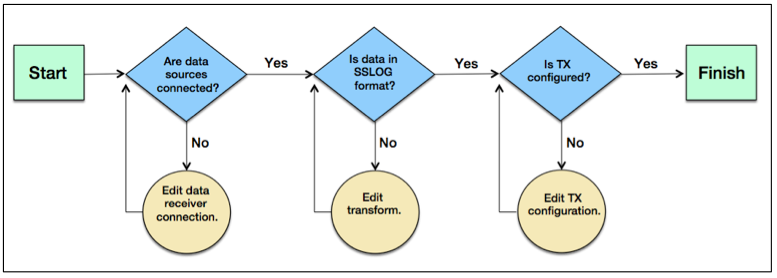 Start
Are data
sources
connected?
Yes
Is data in
SSLOG
format?
Yes
Is TX
configured?
Yes
Finish
No
No
No
Edit data
receiver
connection.
Edit
transform.
Edit TX
configuration.